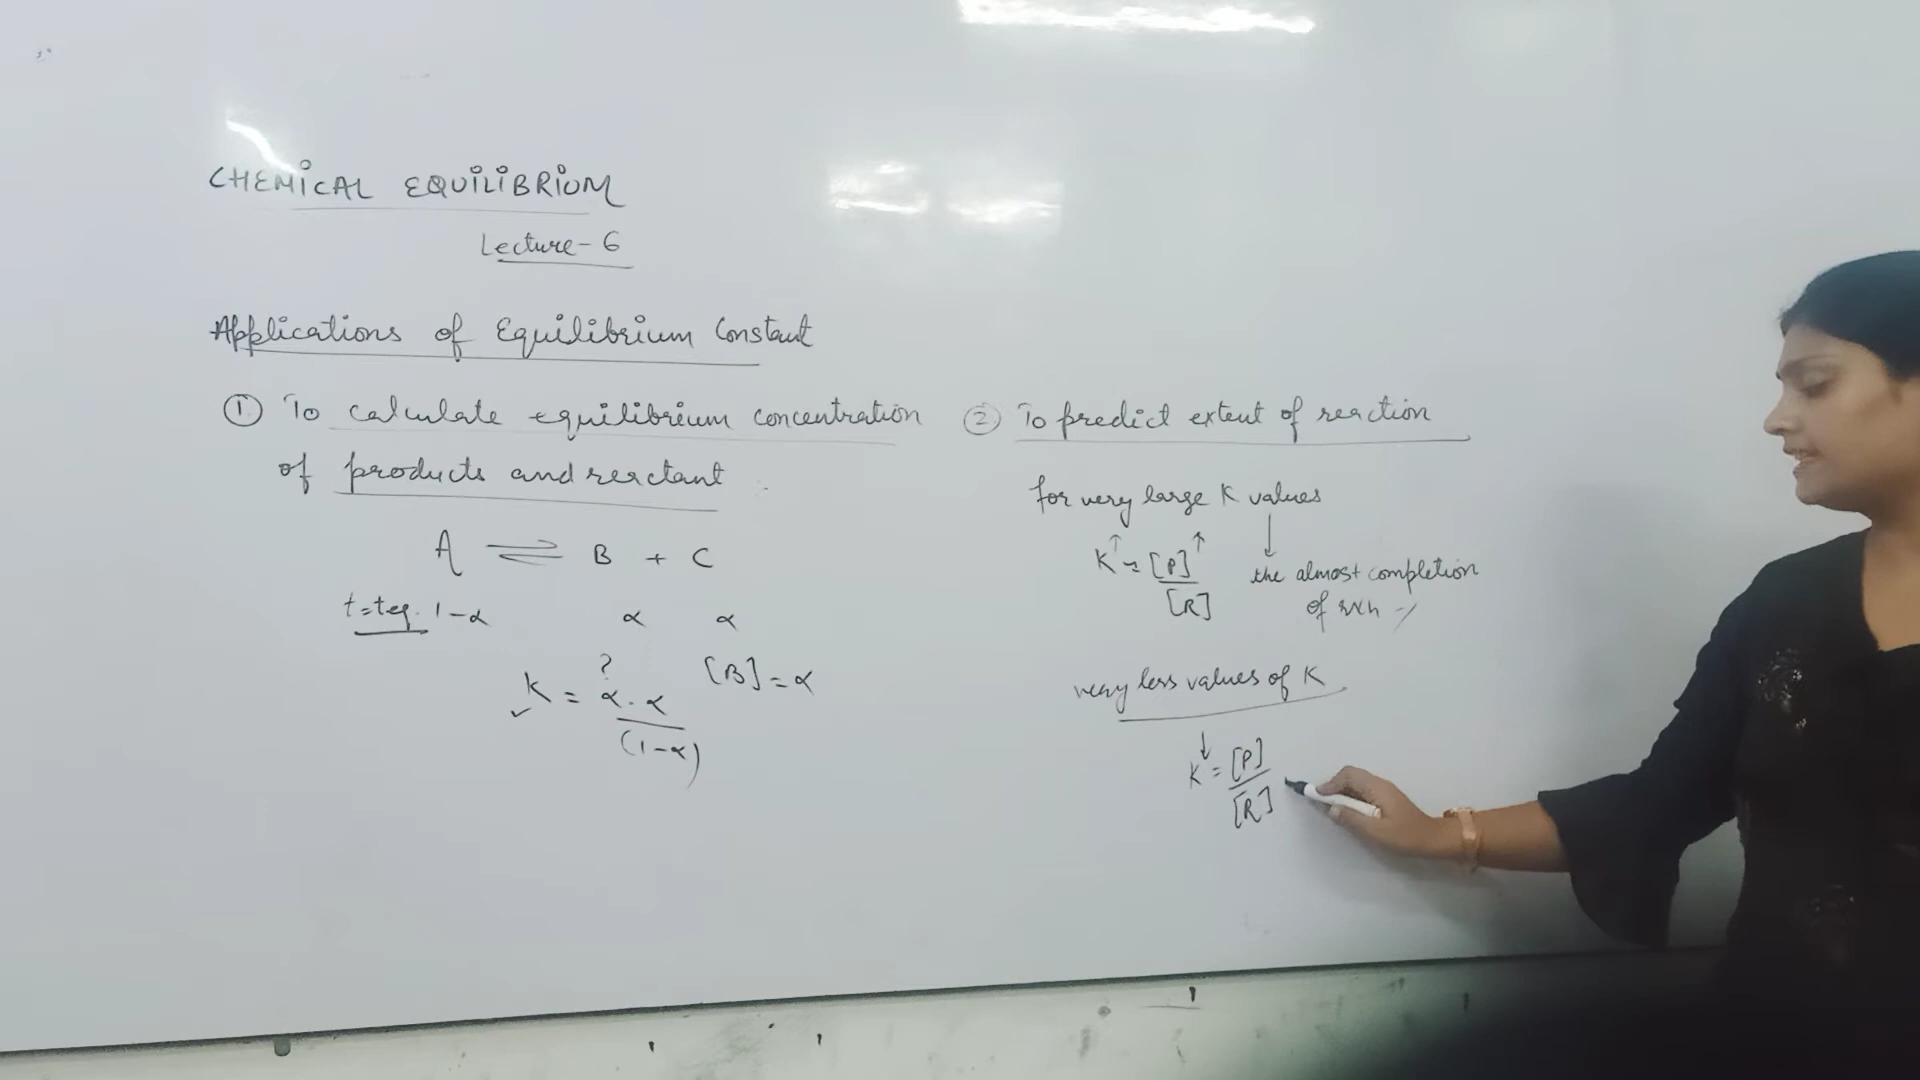 CHEMICAL EQUILIBRIUM
Lecture - 6
Applications of Equilibrium Constant
① To calculate equilibrium concentration
of products and reactant
A ⇌ B + C
t=teq. 1-α α α
?
K = α.α
(1-α)
[B] = α
② To predict extent of reaction
for very large K values
↑ ↑ ↓
K = [P]
[R]
the almost completion
of rxn
very less values of K
↓
K = [P]
[R]